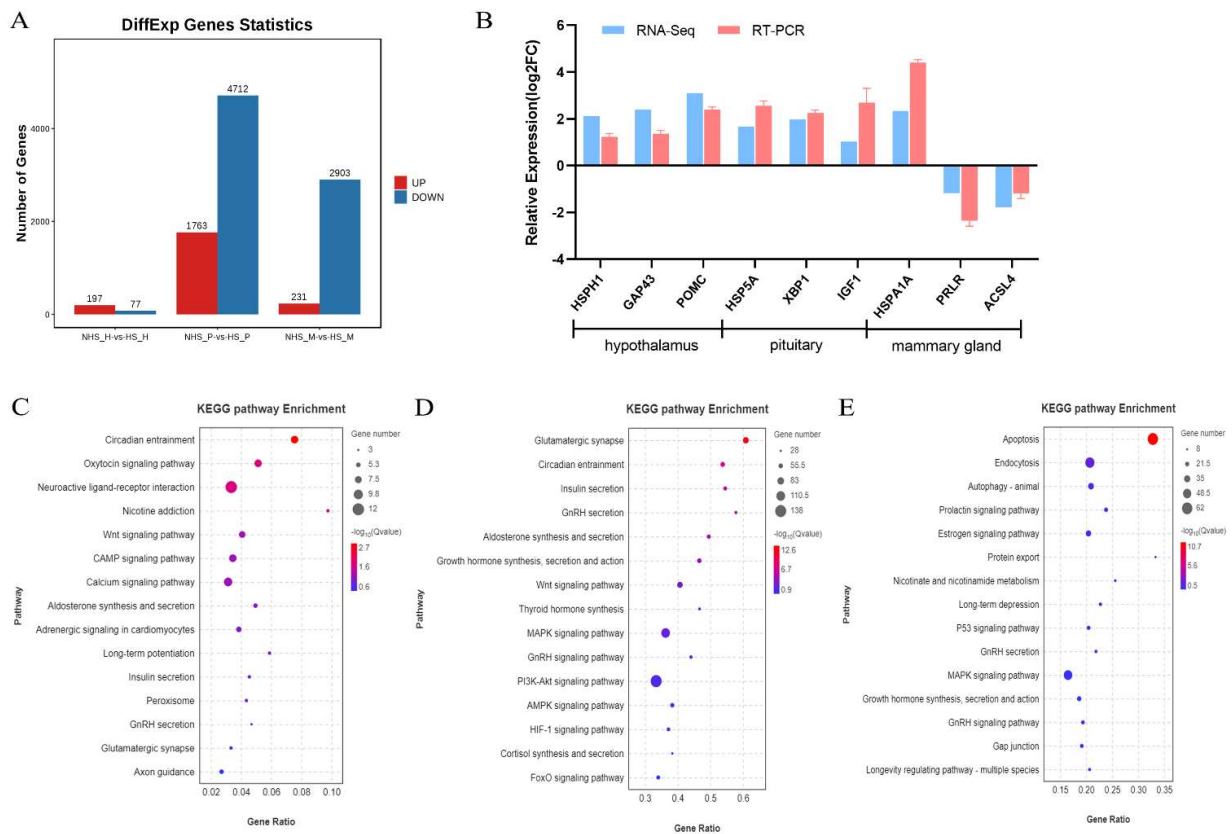 A
DiffExp Genes Statistics
Number of Genes
4000
2000
0
197
77
1763
4712
231
2903
NHS_H-vs-HS_H
NHS_P-vs-HS_P
NHS_M-vs-HS_M
UP
DOWN
B
RNA-Seq
RT-PCR
Relative Expression(log2FC)
6
4
2
0
-2
-4
HSPH1
GAP43
POMC
HSP5A
XBP1
IGF1
HSPA1A
PRLR
ACSL4
hypothalamus
pituitary
mammary gland
C
KEGG pathway Enrichment
Pathway
Circadian entrainment
Oxytocin signaling pathway
Neuroactive ligand-receptor interaction
Nicotine addiction
Wnt signaling pathway
CAMP signaling pathway
Calcium signaling pathway
Aldosterone synthesis and secretion
Adrenergic signaling in cardiomyocytes
Long-term potentiation
Insulin secretion
Peroxisome
GnRH secretion
Glutamatergic synapse
Axon guidance
0.02 0.04 0.06 0.08 0.10
Gene Ratio
Gene number
3
5.3
7.5
9.8
12
-log10(Qvalue)
2.7
1.6
0.6
D
KEGG pathway Enrichment
Pathway
Glutamatergic synapse
Circadian entrainment
Insulin secretion
GnRH secretion
Aldosterone synthesis and secretion
Growth hormone synthesis, secretion and action
Wnt signaling pathway
Thyroid hormone synthesis
MAPK signaling pathway
GnRH signaling pathway
PI3K-Akt signaling pathway
AMPK signaling pathway
HIF-1 signaling pathway
Cortisol synthesis and secretion
FoxO signaling pathway
0.3 0.4 0.5 0.6
Gene Ratio
Gene number
28
55.5
83
110.5
138
-log10(Qvalue)
12.6
6.7
0.9
E
KEGG pathway Enrichment
Pathway
Apoptosis
Endocytosis
Autophagy - animal
Prolactin signaling pathway
Estrogen signaling pathway
Protein export
Nicotinate and nicotinamide metabolism
Long-term depression
P53 signaling pathway
GnRH secretion
MAPK signaling pathway
Growth hormone synthesis, secretion and action
GnRH signaling pathway
Gap junction
Longevity regulating pathway - multiple species
0.15 0.20 0.25 0.30 0.35
Gene Ratio
Gene number
8
21.5
35
48.5
62
-log10(Qvalue)
10.7
0.5